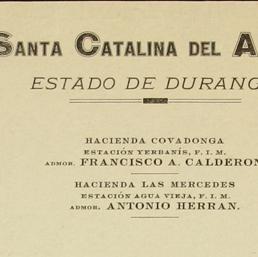 SANTA CATALINA DEL A
ESTADO DE DURANG
HACIENDA COVADONGA
ESTACIÓN YERBANÍS, F. I. M.
ADMOR. FRANCISCO A. CALDERON
HACIENDA LAS MERCEDES
ESTACIÓN AGUA VIEJA, F. I. M.
ADMOR. ANTONIO HERRAN.